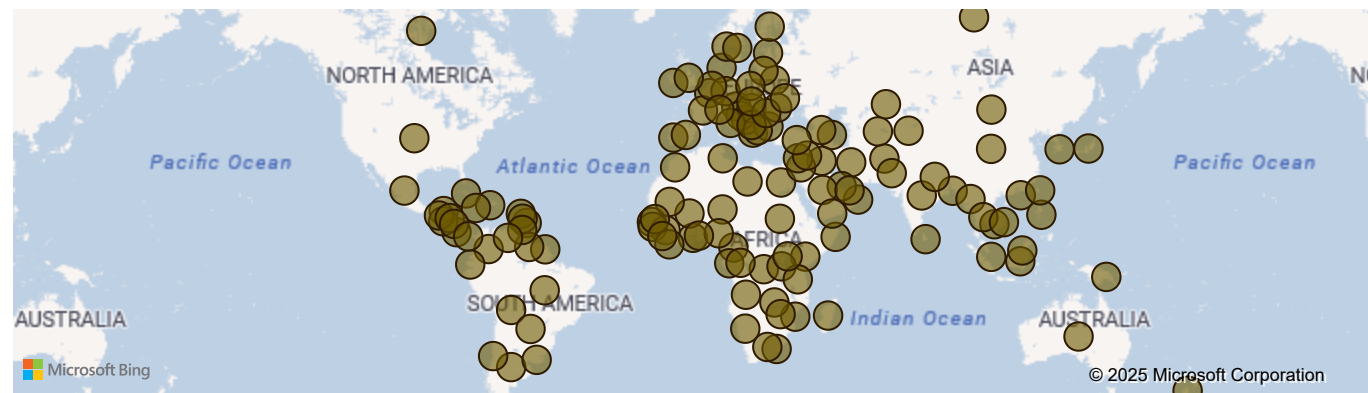 NORTH AMERICA
ASIA
Pacific Ocean
Atlantic Ocean
Pacific Ocean
AFRICA
SOUTH AMERICA
AUSTRALIA
Indian Ocean
AUSTRALIA
Microsoft Bing
© 2025 Microsoft Corporation